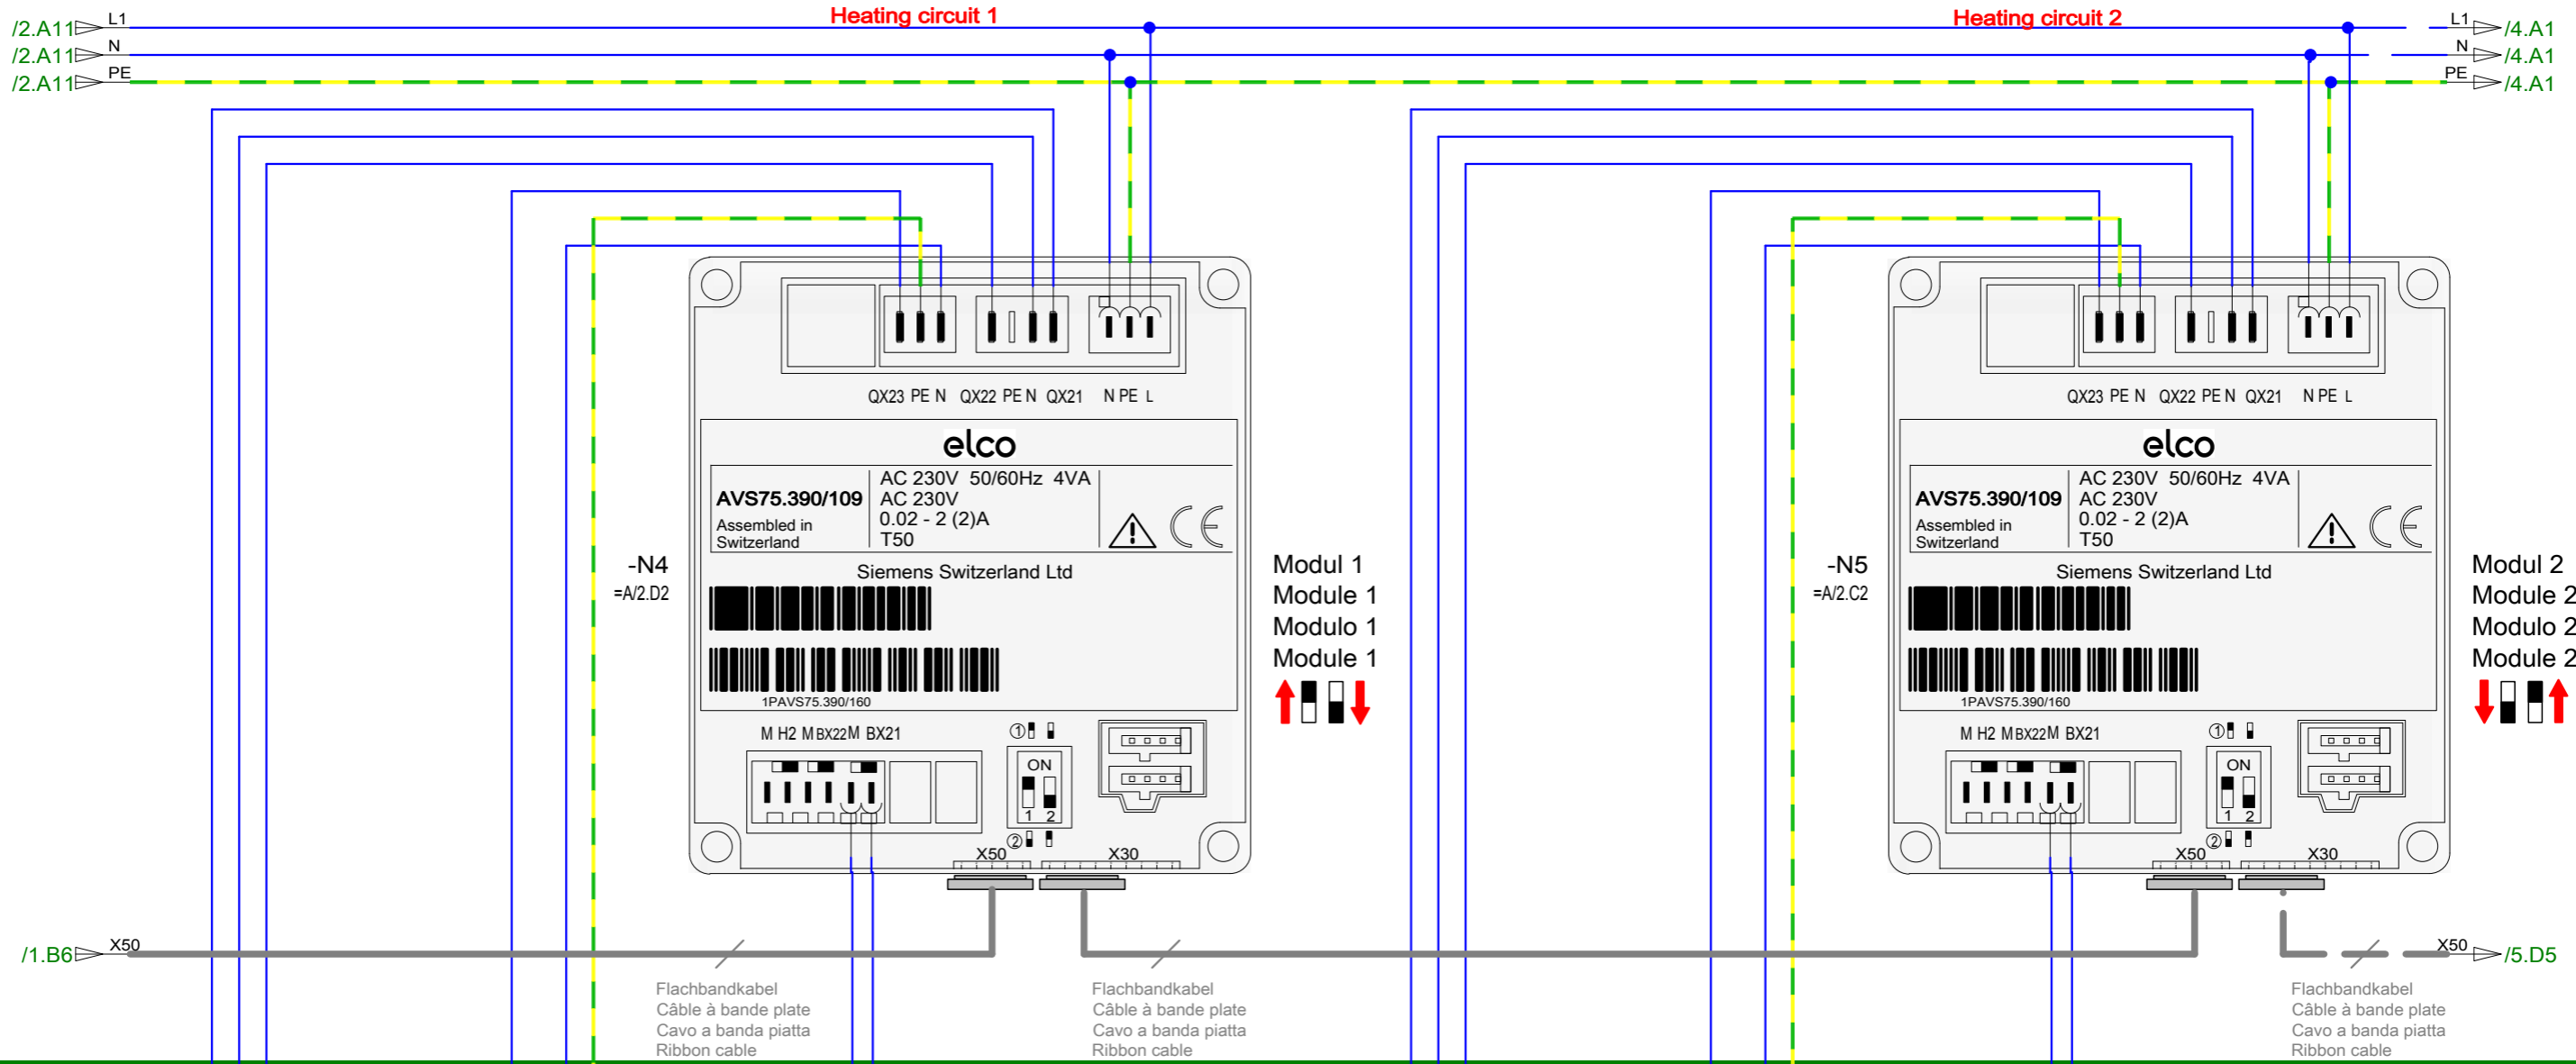 Heating circuit 1
Heating circuit 2
/2.A11 L1
L1 /4.A1
/2.A11 N
N /4.A1
/2.A11 PE
PE /4.A1
QX23 PE N QX22 PE N QX21 N PE L
elco
AVS75.390/109
Assembled in
Switzerland
AC 230V 50/60Hz 4VA
AC 230V
0.02 - 2 (2)A
T50
CE
-N4
=A/2.D2
Siemens Switzerland Ltd
1PAVS75.390/160
Modul 1
Module 1
Modulo 1
Module 1
M H2 M BX22 M BX21
①
ON
1 2
②
X50
X30
QX23 PE N QX22 PE N QX21 N PE L
elco
AVS75.390/109
Assembled in
Switzerland
AC 230V 50/60Hz 4VA
AC 230V
0.02 - 2 (2)A
T50
CE
-N5
=A/2.C2
Siemens Switzerland Ltd
1PAVS75.390/160
Modul 2
Module 2
Modulo 2
Module 2
M H2 M BX22 M BX21
①
ON
1 2
②
X50
X30
/1.B6 X50
X50 /5.D5
Flachbandkabel
Câble à bande plate
Cavo a banda piatta
Ribbon cable
Flachbandkabel
Câble à bande plate
Cavo a banda piatta
Ribbon cable
Flachbandkabel
Câble à bande plate
Cavo a banda piatta
Ribbon cable